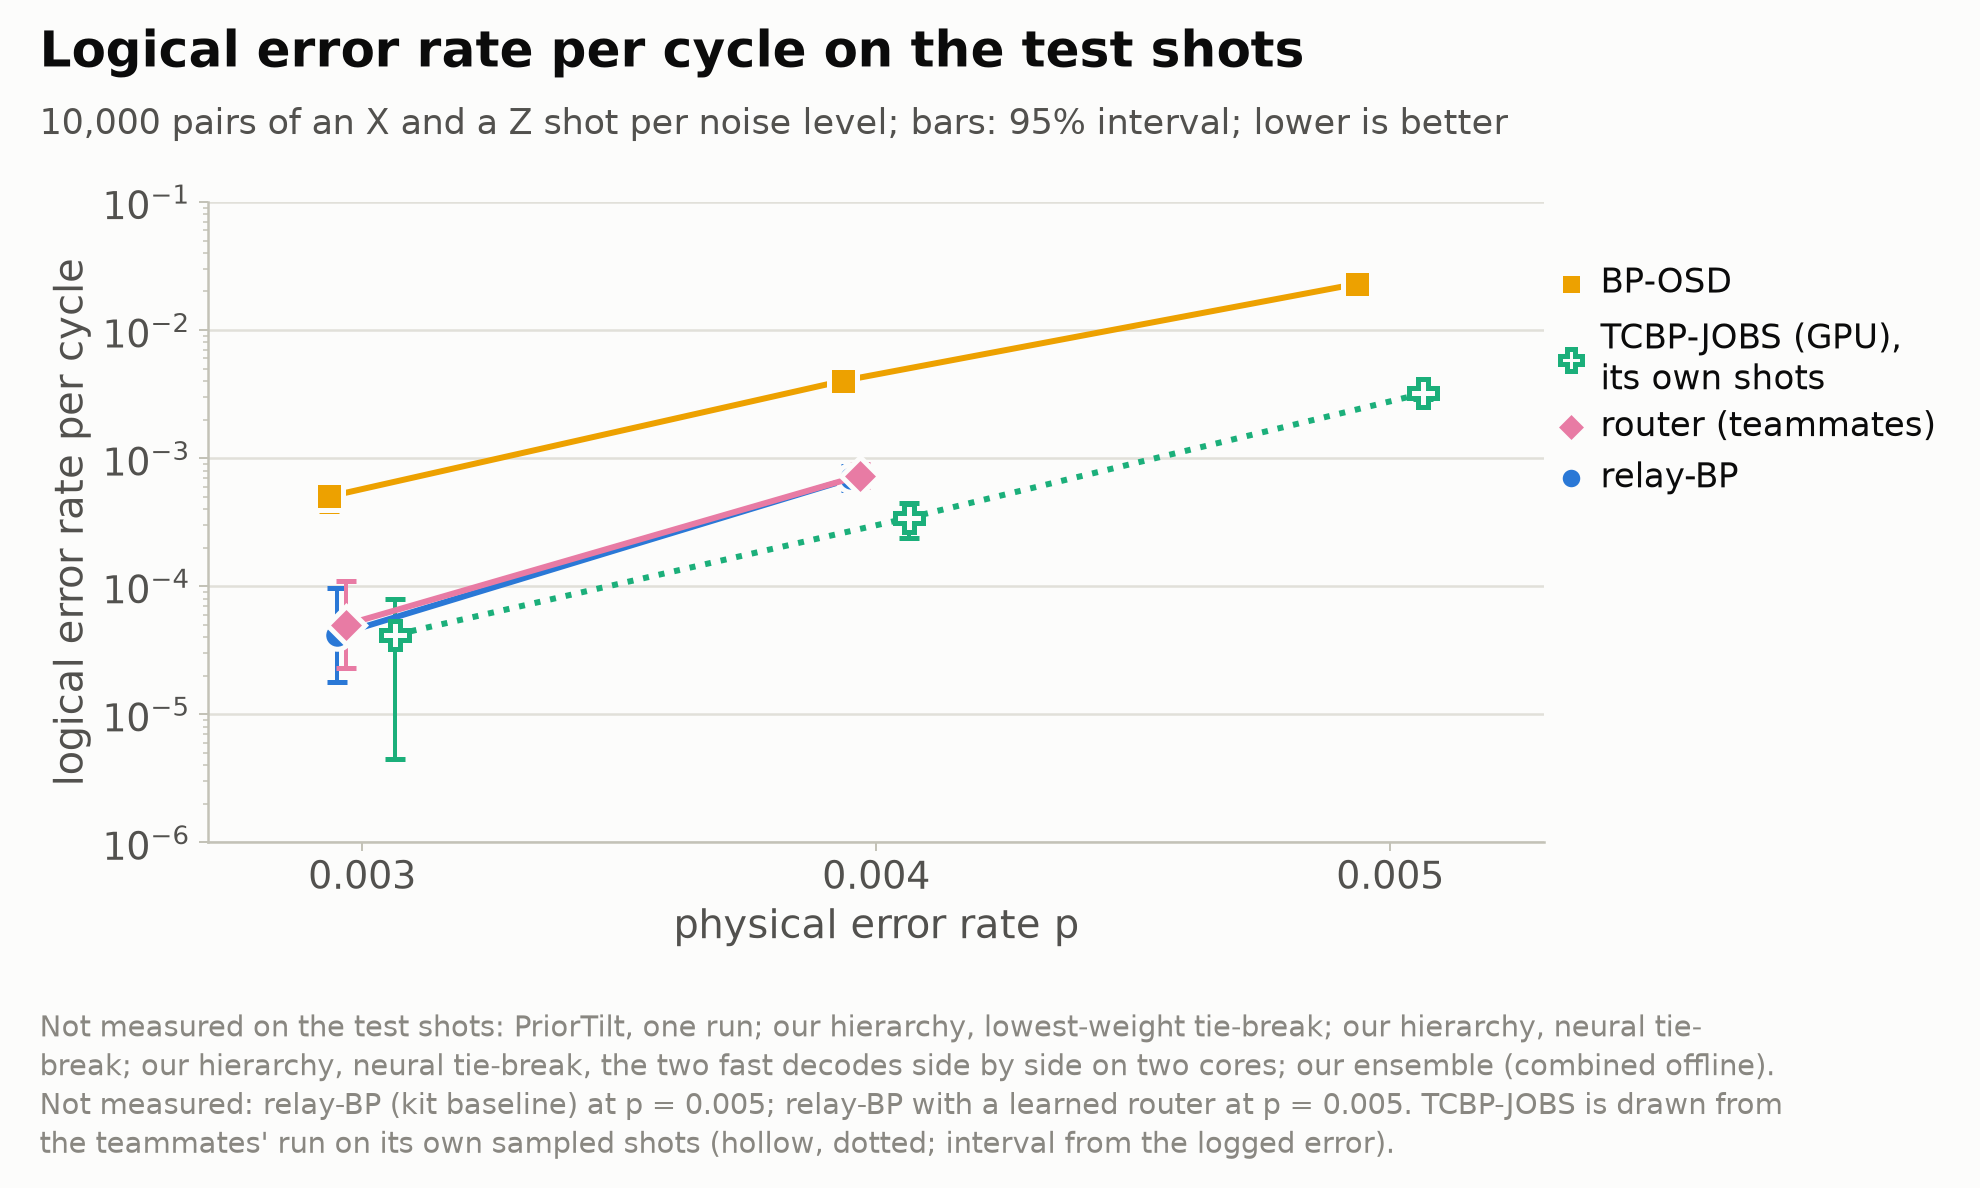 Logical error rate per cycle on the test shots
10,000 pairs of an X and a Z shot per noise level; bars: 95% interval; lower is better
10⁻¹
10⁻²
10⁻³
10⁻⁴
10⁻⁵
10⁻⁶
logical error rate per cycle
0.003
0.004
0.005
physical error rate p
BP-OSD
TCBP-JOBS (GPU),
its own shots
router (teammates)
relay-BP
Not measured on the test shots: PriorTilt, one run; our hierarchy, lowest-weight tie-break; our hierarchy, neural tie-
break; our hierarchy, neural tie-break, the two fast decodes side by side on two cores; our ensemble (combined offline).
Not measured: relay-BP (kit baseline) at p = 0.005; relay-BP with a learned router at p = 0.005. TCBP-JOBS is drawn from
the teammates' run on its own sampled shots (hollow, dotted; interval from the logged error).